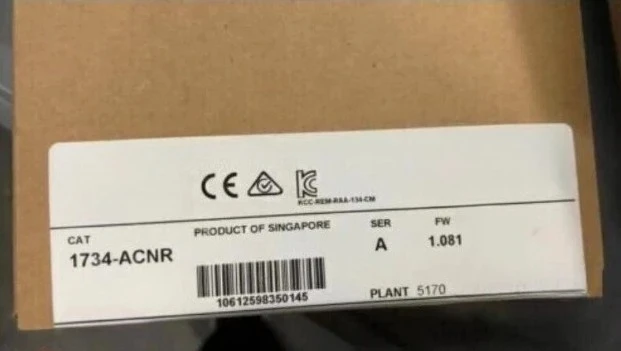 CE KC
KCC-REM-RAA-134-CM
CAT PRODUCT OF SINGAPORE SER FW
1734-ACNR A 1.081
10612598350145
PLANT 5170